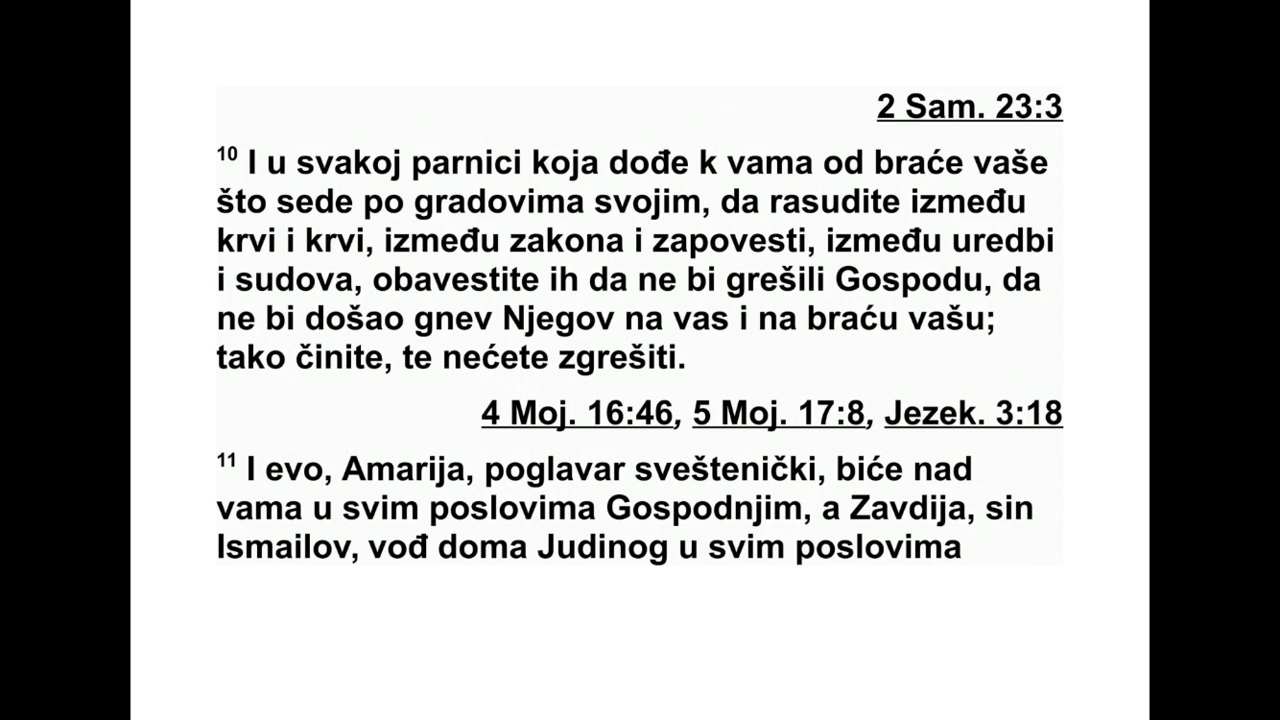 2 Sam. 23:3
10 I u svakoj parnici koja dođe k vama od braće vaše
što sede po gradovima svojim, da rasudite između
krvi i krvi, između zakona i zapovesti, između uredbi
i sudova, obavestite ih da ne bi grešili Gospodu, da
ne bi došao gnev Njegov na vas i na braću vašu;
tako činite, te nećete zgrešiti.
4 Moj. 16:46, 5 Moj. 17:8, Jezek. 3:18
11 I evo, Amarija, poglavar sveštenički, biće nad
vama u svim poslovima Gospodnjim, a Zavdija, sin
Ismailov, vođ doma Judinog u svim poslovima